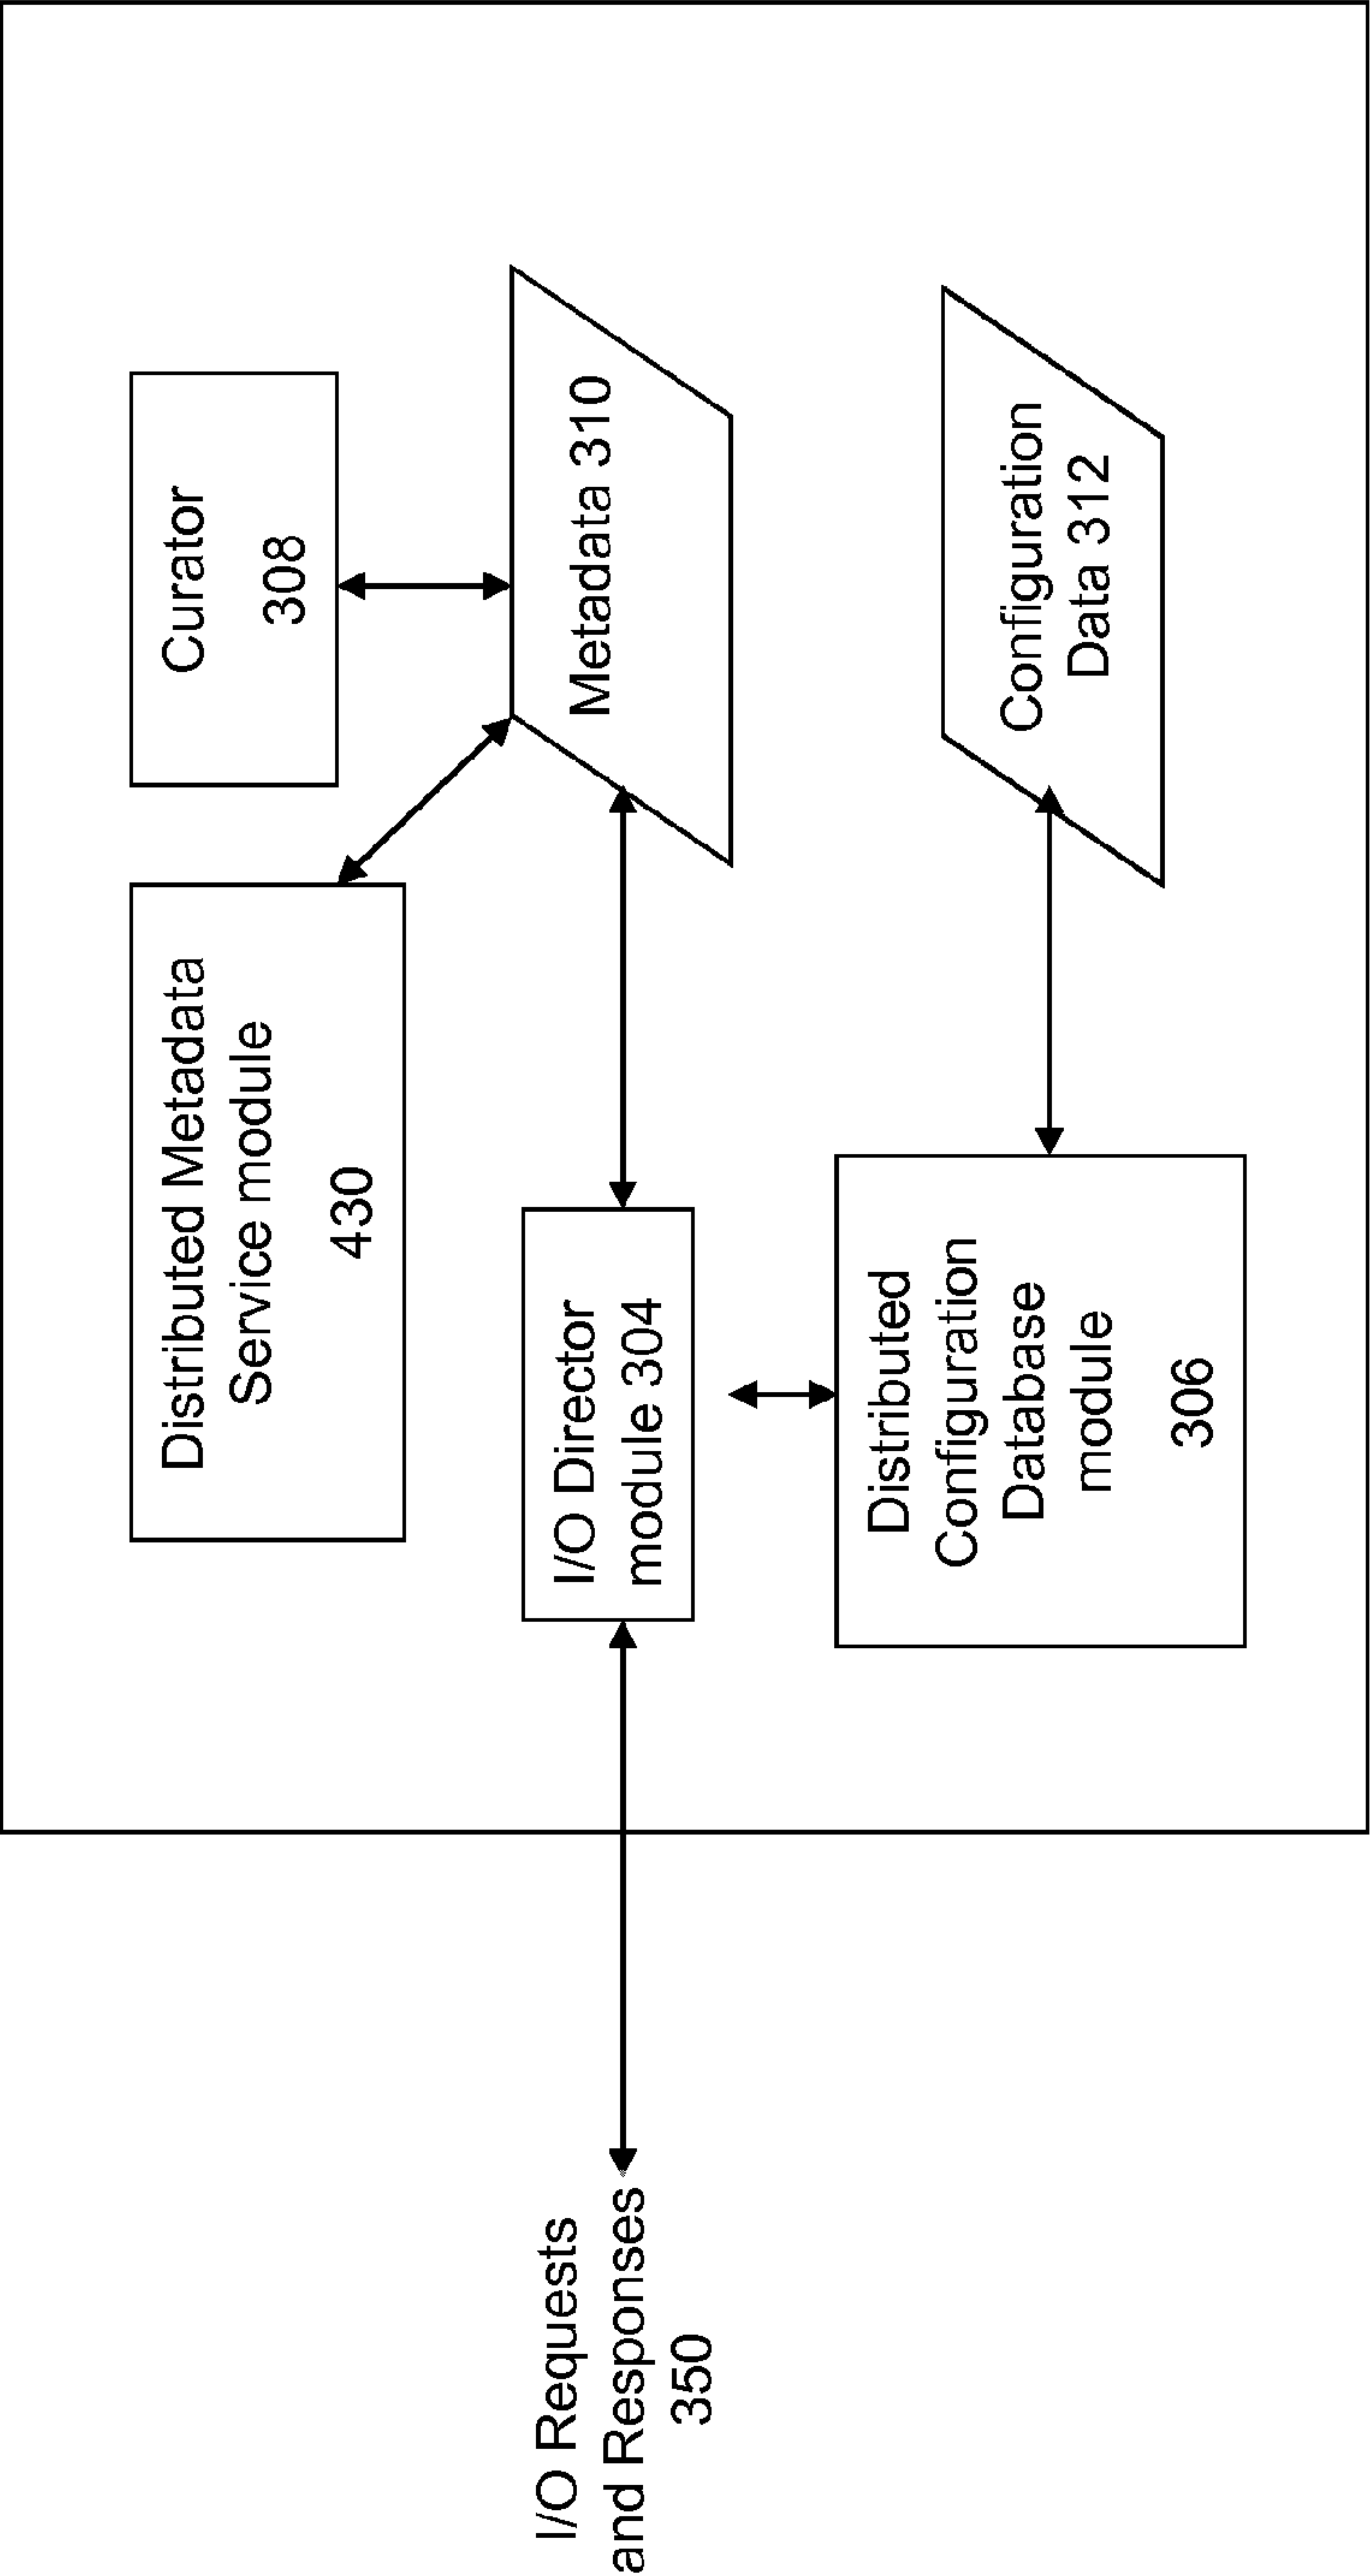 Distributed Metadata
Service module
430
Curator
308
I/O Requests
and Responses
350
I/O Director
module 304
Metadata 310
Distributed
Configuration
Database
module
306
Configuration
Data 312